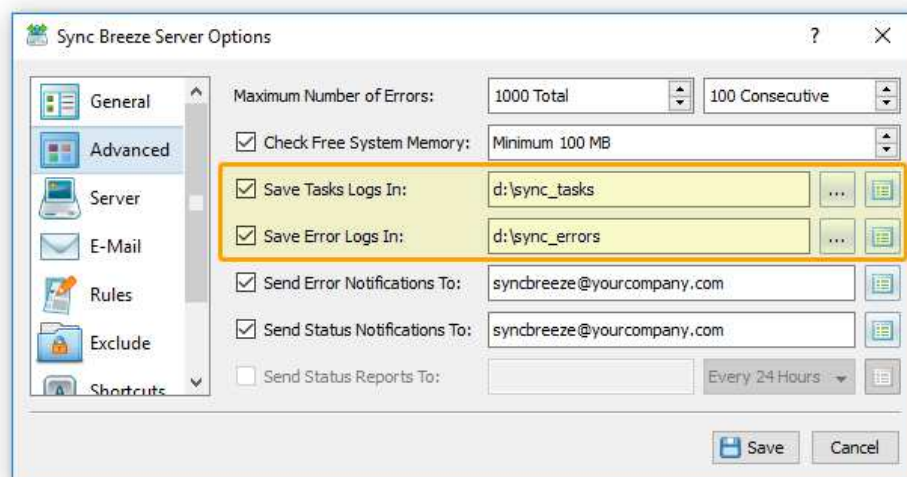 Sync Breeze Server Options ?
General
Advanced
Server
E-Mail
Rules
Exclude
Shortcuts
Maximum Number of Errors: 1000 Total 100 Consecutive
Check Free System Memory: Minimum 100 MB
Save Tasks Logs In: d:\sync_tasks ...
Save Error Logs In: d:\sync_errors ...
Send Error Notifications To: syncbreeze@yourcompany.com
Send Status Notifications To: syncbreeze@yourcompany.com
Send Status Reports To: Every 24 Hours
Save Cancel